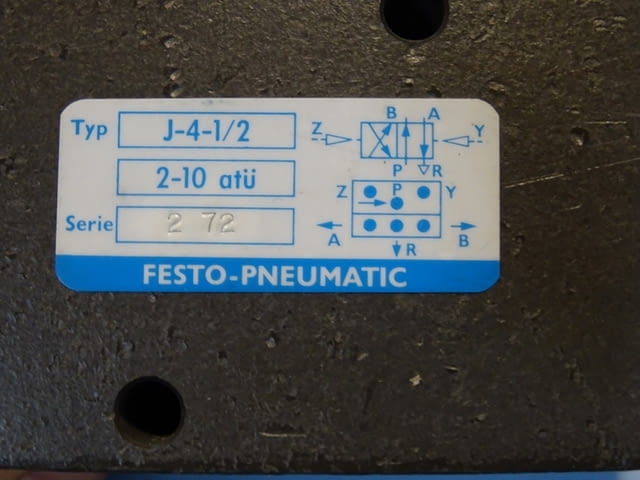 Typ J-4-1/2
2-10 atü
Serie 2 72
B A
Z Y
P R
Z P Y
A B
R
FESTO-PNEUMATIC